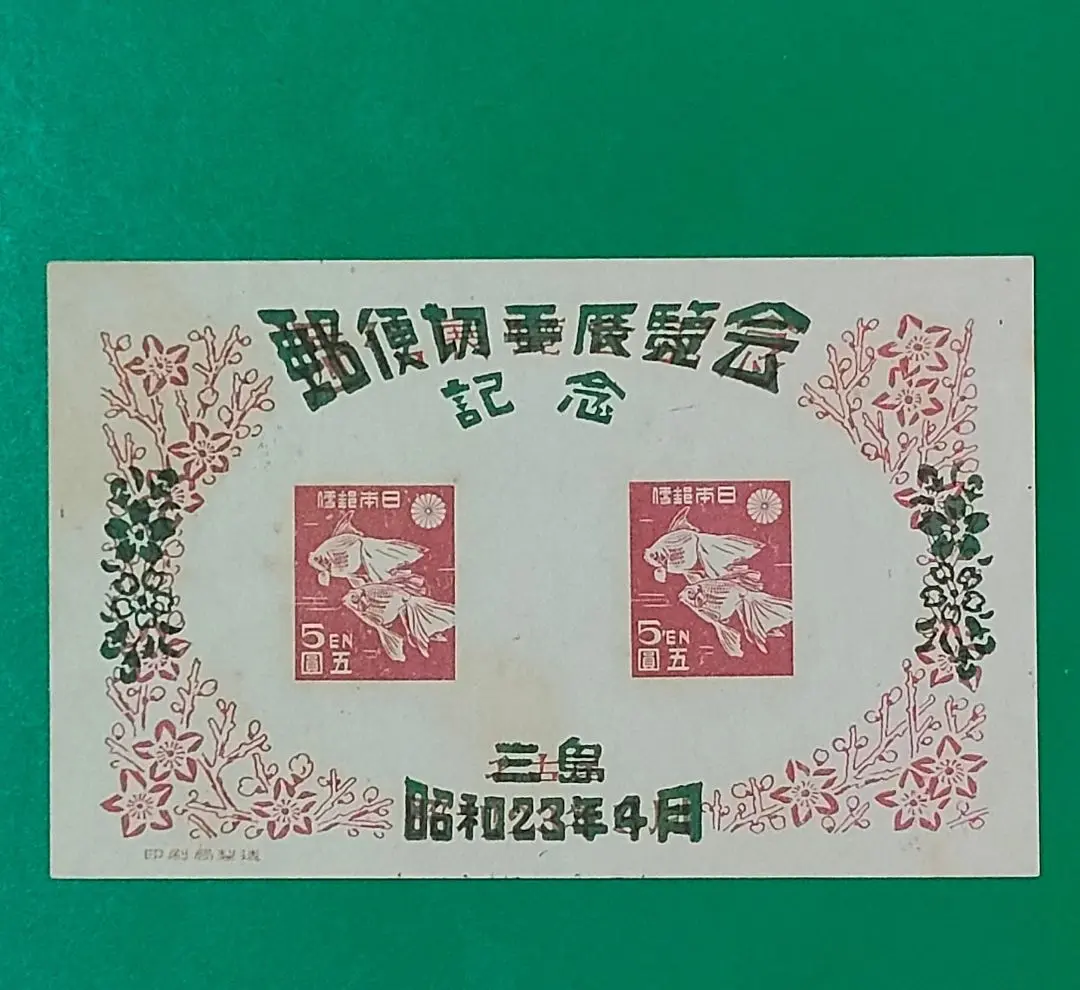 郵便切手展覽会
記念
便郵本日
5EN
圓五
便郵本日
5EN
圓五
三島
昭和23年4月
印刷局製造